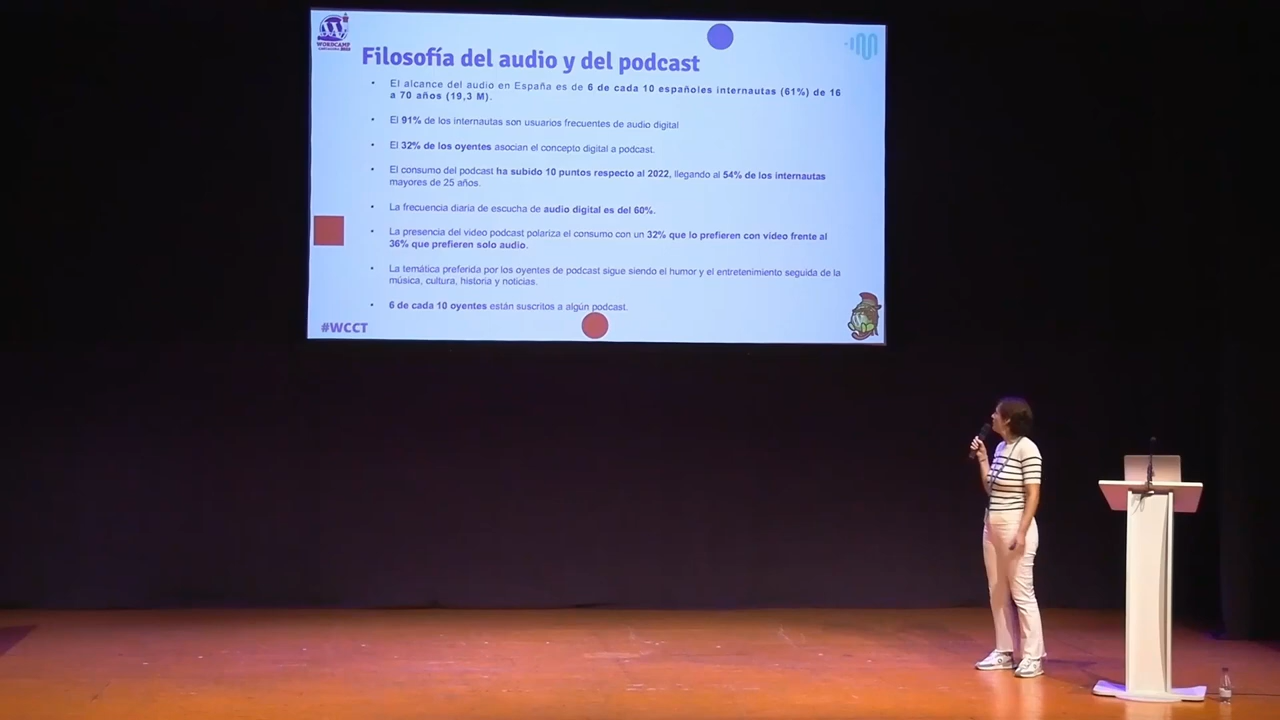 WORDCAMP
Filosofía del audio y del podcast
• El alcance del audio en España es de 6 de cada 10 españoles internautas (61%) de 16
a 70 años (19,3 M).
• El 91% de los internautas son usuarios frecuentes de audio digital
• El 32% de los oyentes asocian el concepto digital a podcast.
• El consumo del podcast ha subido 10 puntos respecto al 2022, llegando al 54% de los internautas
mayores de 25 años.
• La frecuencia diaria de escucha de audio digital es del 60%.
• La presencia del video podcast polariza el consumo con un 32% que lo prefieren con vídeo frente al
36% que prefieren solo audio.
• La temática preferida por los oyentes de podcast sigue siendo el humor y el entretenimiento seguida de la
música, cultura, historia y noticias.
• 6 de cada 10 oyentes están suscritos a algún podcast.
#WCCT